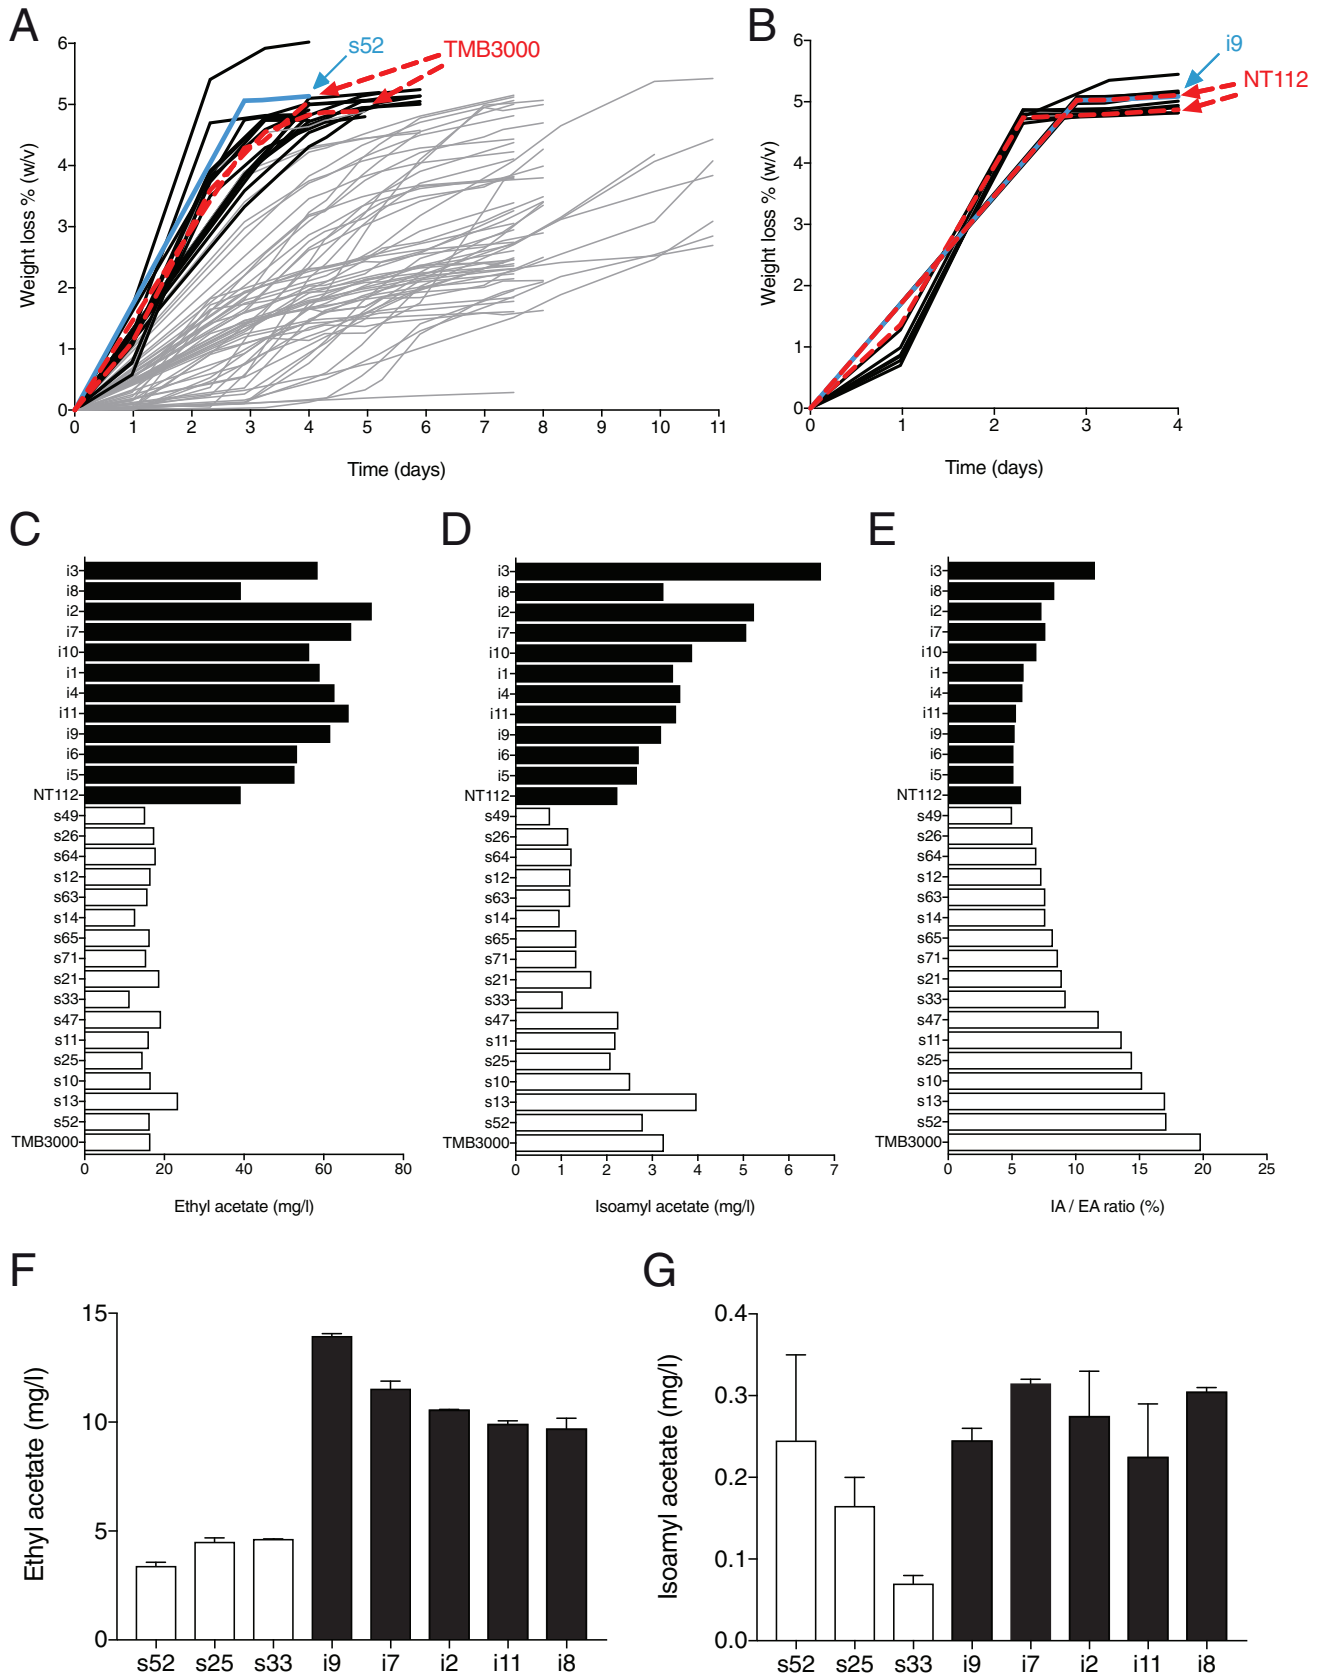 A
B
6
5
4
3
2
1
0
Weight loss % (w/v)
s52
TMB3000
0 1 2 3 4 5 6 7 8 9 10 11
Time (days)
6
5
4
3
2
1
0
Weight loss % (w/v)
i9
NT112
0 1 2 3 4
Time (days)
C
i3
i8
i2
i7
i10
i1
i4
i11
i9
i6
i5
NT112
s49
s26
s64
s12
s63
s14
s65
s71
s21
s33
s47
s11
s25
s10
s13
s52
TMB3000
0 20 40 60 80
Ethyl acetate (mg/l)
D
i3
i8
i2
i7
i10
i1
i4
i11
i9
i6
i5
NT112
s49
s26
s64
s12
s63
s14
s65
s71
s21
s33
s47
s11
s25
s10
s13
s52
TMB3000
0 1 2 3 4 5 6 7
Isoamyl acetate (mg/l)
E
i3
i8
i2
i7
i10
i1
i4
i11
i9
i6
i5
NT112
s49
s26
s64
s12
s63
s14
s65
s71
s21
s33
s47
s11
s25
s10
s13
s52
TMB3000
0 5 10 15 20 25
IA / EA ratio (%)
F
15
10
5
0
Ethyl acetate (mg/l)
s52 s25 s33 i9 i7 i2 i11 i8
G
0.4
0.3
0.2
0.1
0.0
Isoamyl acetate (mg/l)
s52 s25 s33 i9 i7 i2 i11 i8